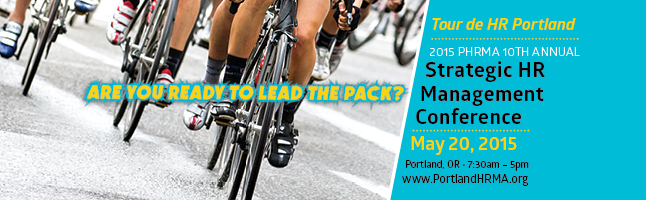 ARE YOU READY TO LEAD THE PACK?
Tour de HR Portland
2015 PHRMA 10TH ANNUAL
Strategic HR
Management
Conference
May 20, 2015
Portland, OR - 7:30am – 5pm
www.PortlandHRMA.org